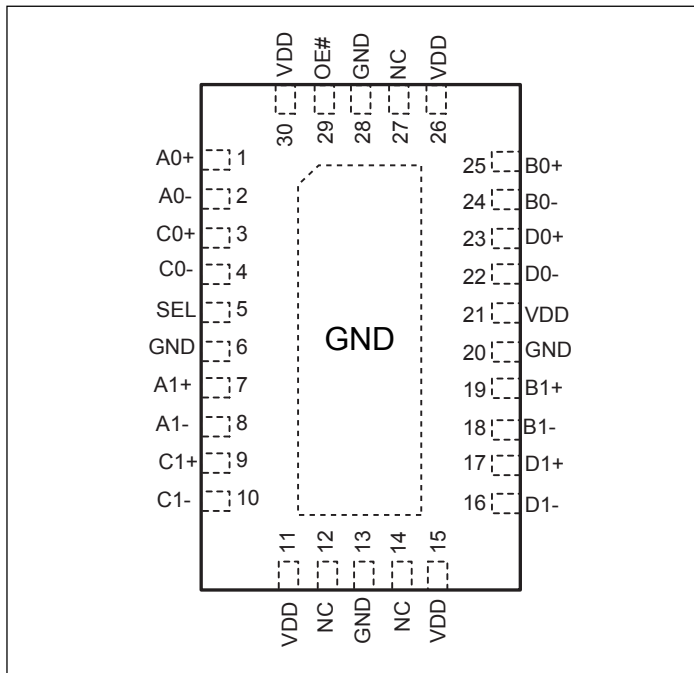 VDD OE# GND NC VDD
30 29 28 27 26
A0+ 1 25 B0+
A0- 2 24 B0-
C0+ 3 23 D0+
C0- 4 22 D0-
SEL 5 21 VDD
GND
GND 6 20 GND
A1+ 7 19 B1+
A1- 8 18 B1-
C1+ 9 17 D1+
C1- 10 16 D1-
11 12 13 14 15
VDD NC GND NC VDD